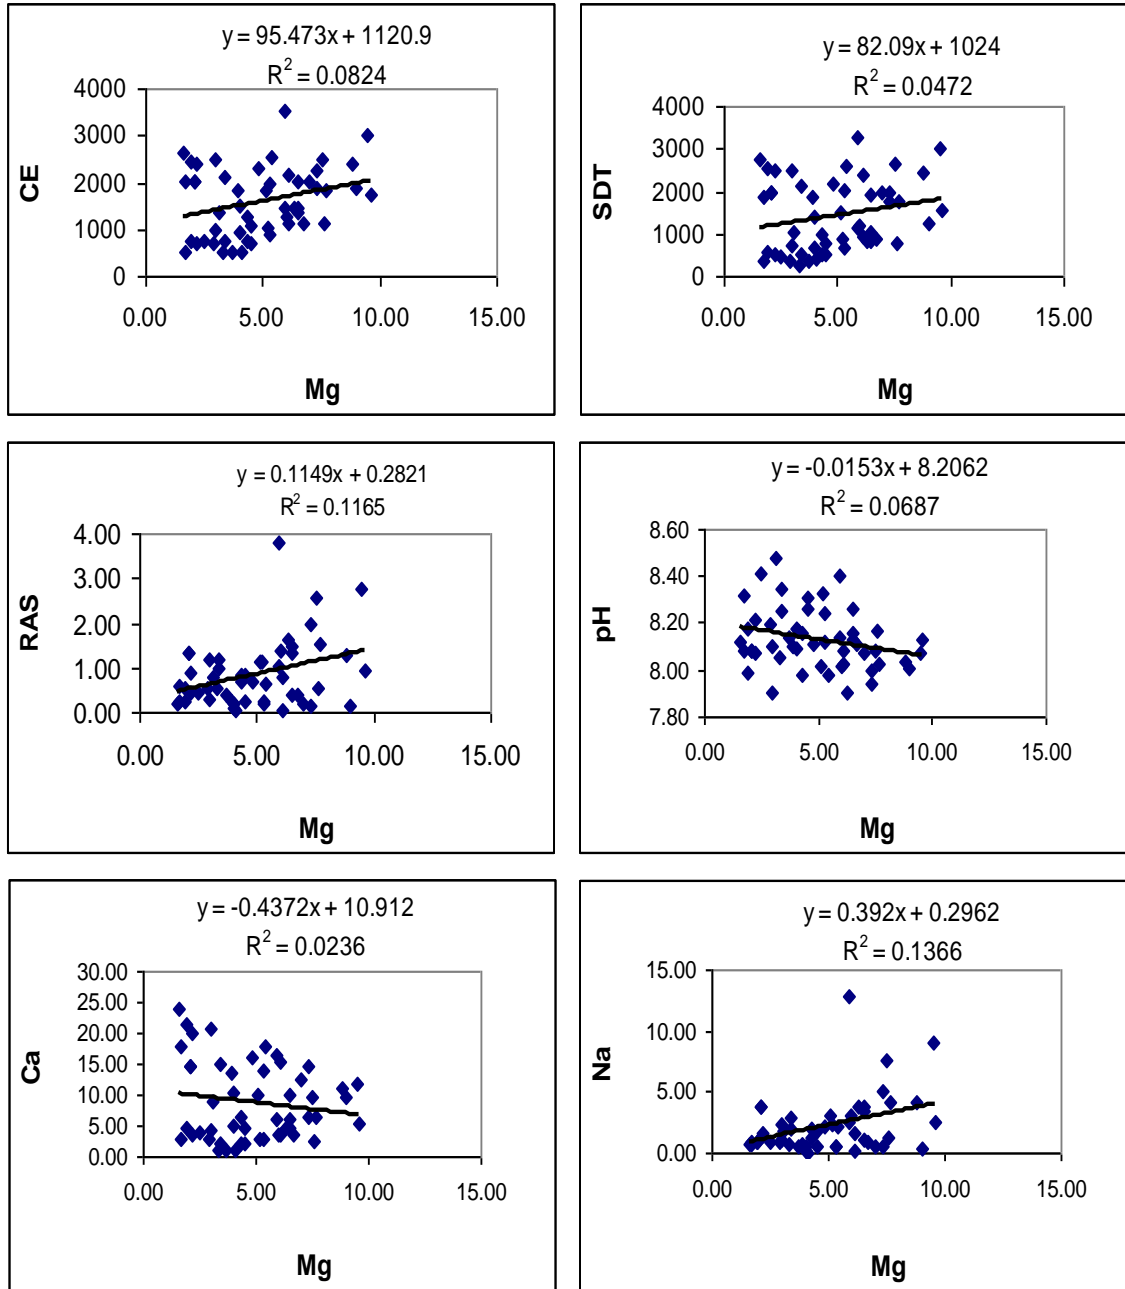 y = 95.473x + 1120.9
R² = 0.0824
4000
3000
2000
1000
0
0.00 5.00 10.00 15.00
CE
Mg
y = 82.09x + 1024
R² = 0.0472
4000
3000
2000
1000
0
0.00 5.00 10.00 15.00
SDT
Mg
y = 0.1149x + 0.2821
R² = 0.1165
4.00
3.00
2.00
1.00
0.00
0.00 5.00 10.00 15.00
RAS
Mg
y = -0.0153x + 8.2062
R² = 0.0687
8.60
8.40
8.20
8.00
7.80
0.00 5.00 10.00 15.00
pH
Mg
y = -0.4372x + 10.912
R² = 0.0236
30.00
25.00
20.00
15.00
10.00
5.00
0.00
0.00 5.00 10.00 15.00
Ca
Mg
y = 0.392x + 0.2962
R² = 0.1366
15.00
10.00
5.00
0.00
0.00 5.00 10.00 15.00
Na
Mg